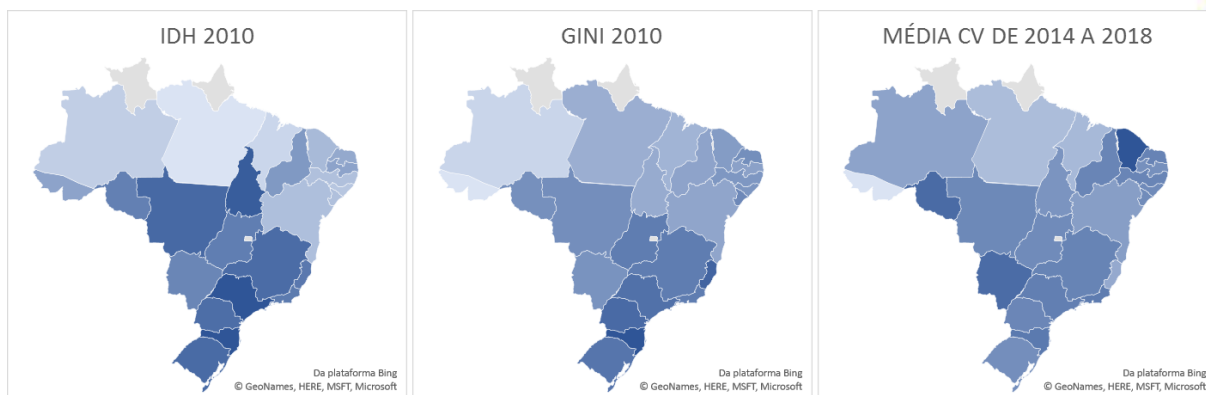 IDH 2010
Da plataforma Bing
© GeoNames, HERE, MSFT, Microsoft
GINI 2010
Da plataforma Bing
© GeoNames, HERE, MSFT, Microsoft
MÉDIA CV DE 2014 A 2018
Da plataforma Bing
© GeoNames, HERE, MSFT, Microsoft